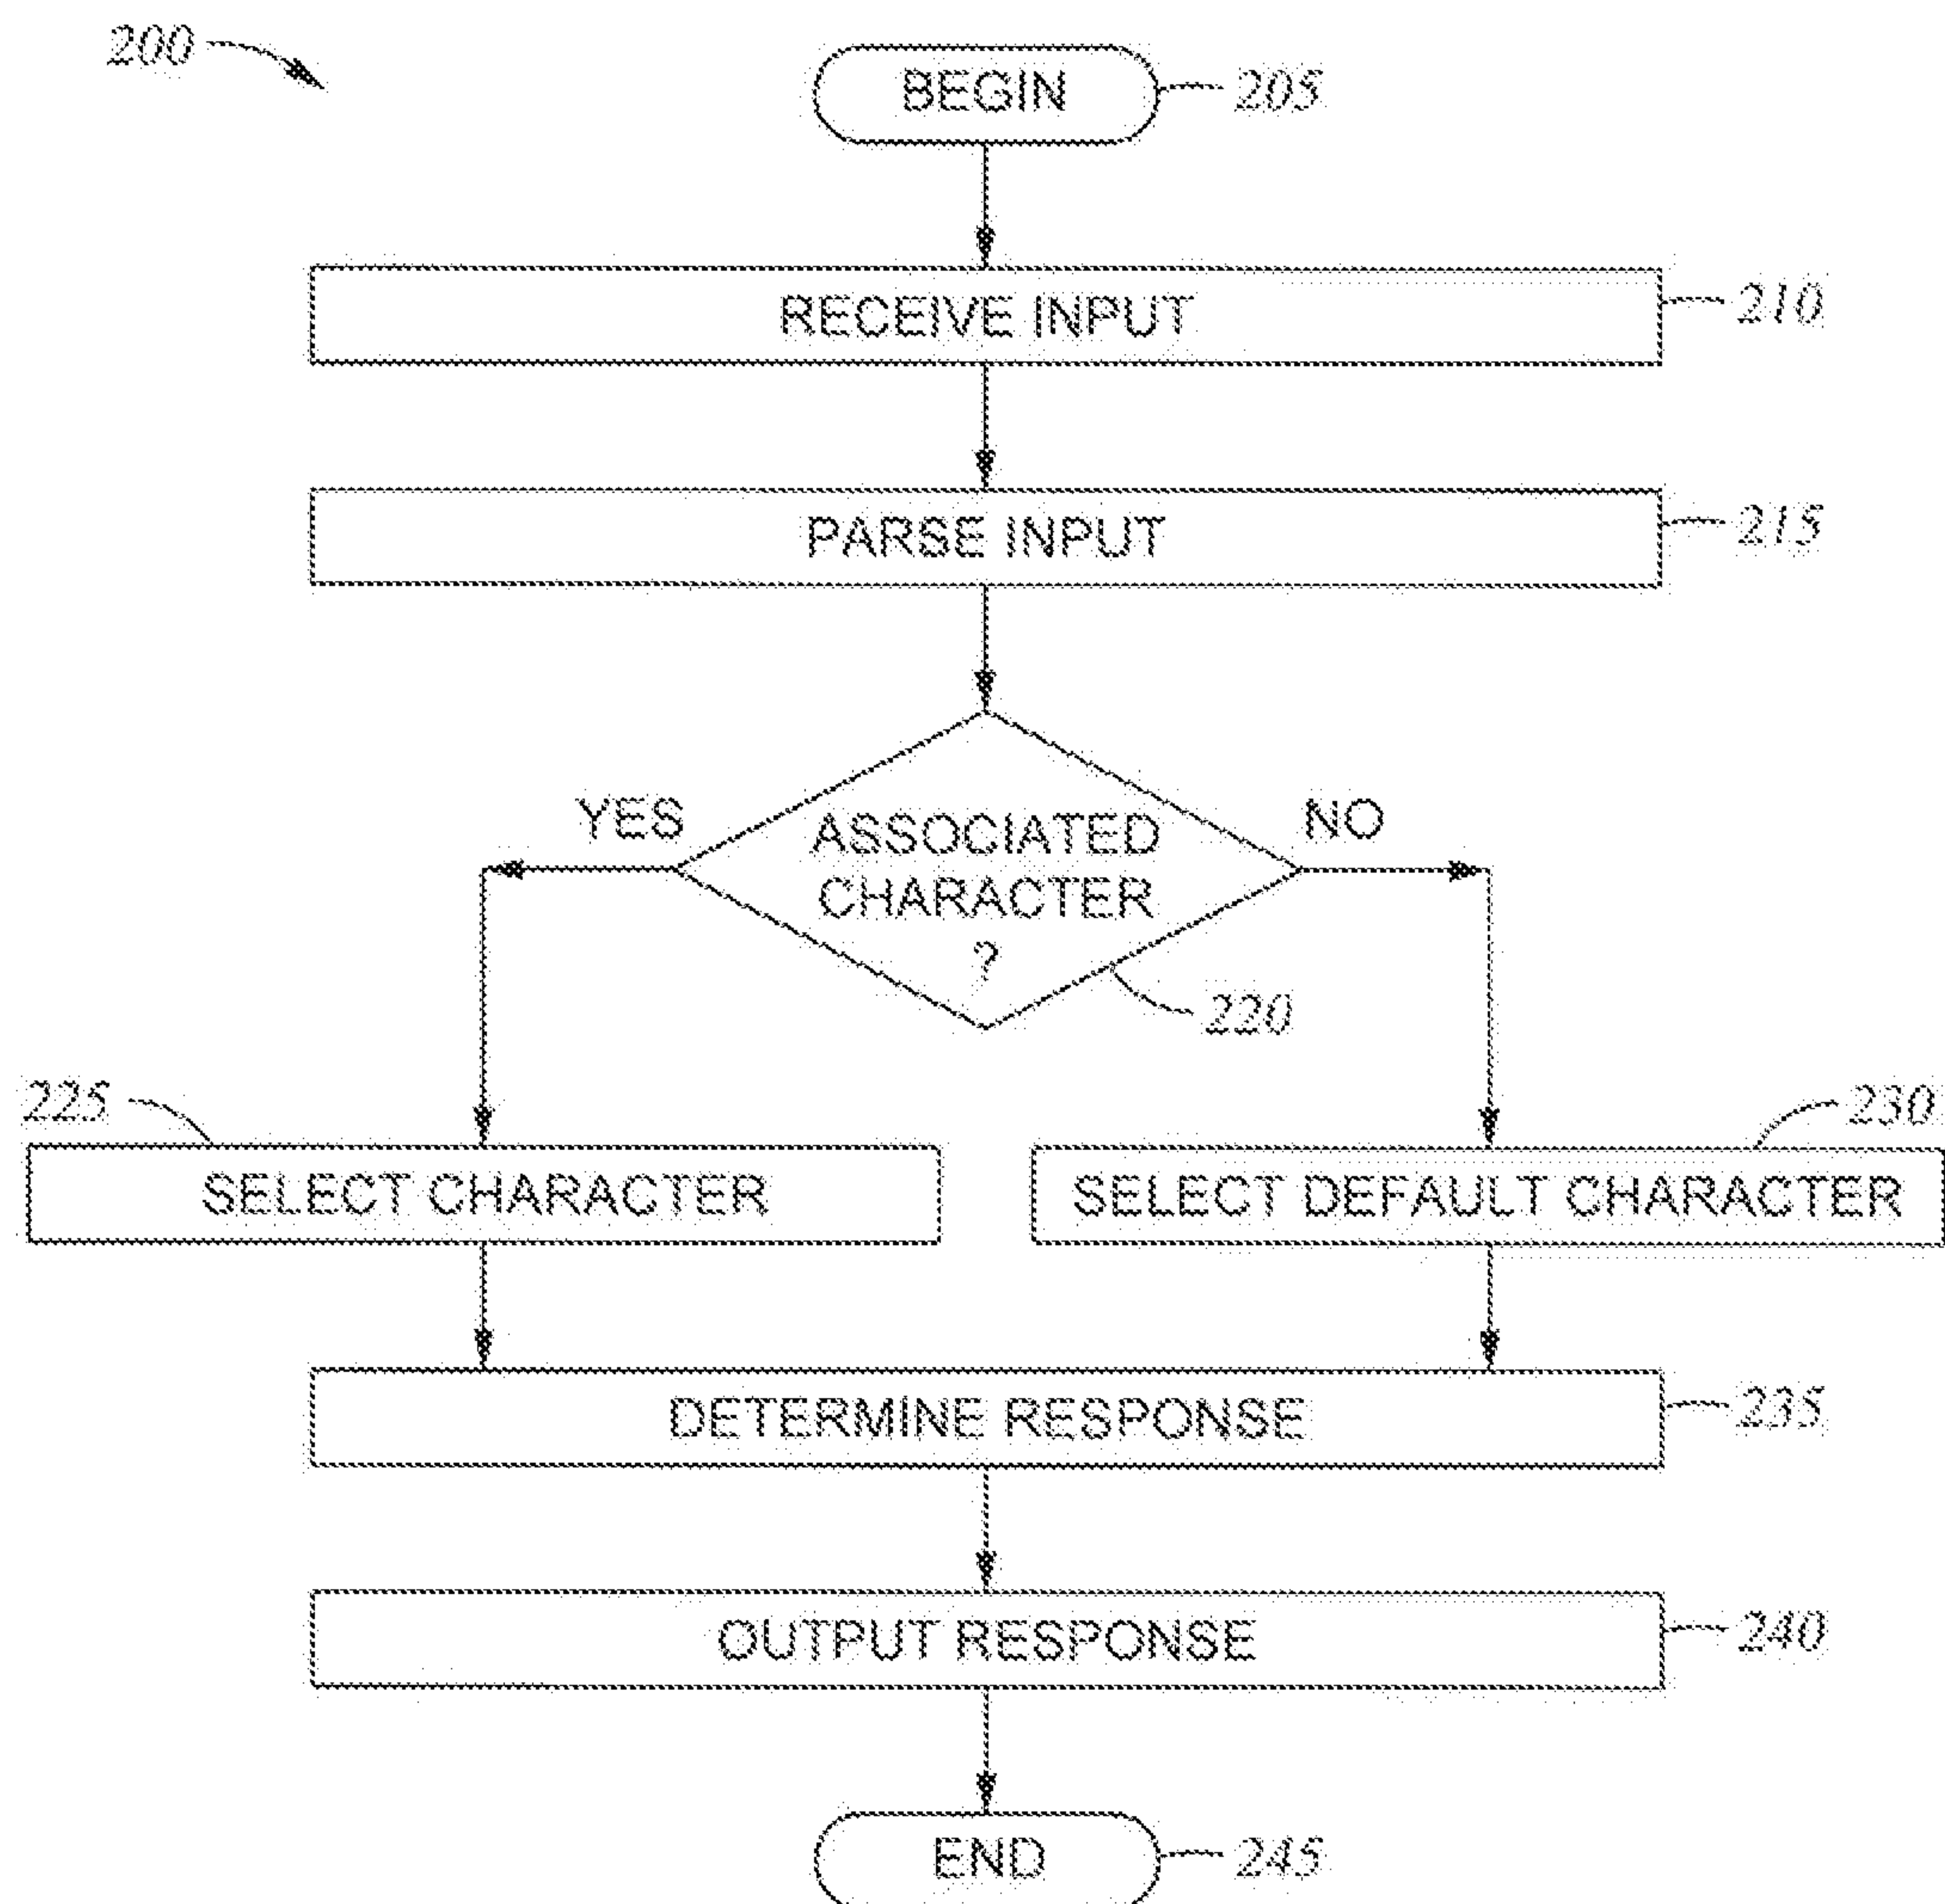 200
BEGIN
205
RECEIVE INPUT
210
PARSE INPUT
215
YES
ASSOCIATED
CHARACTER
?
NO
220
225
230
SELECT CHARACTER
SELECT DEFAULT CHARACTER
DETERMINE RESPONSE
235
OUTPUT RESPONSE
240
END
245